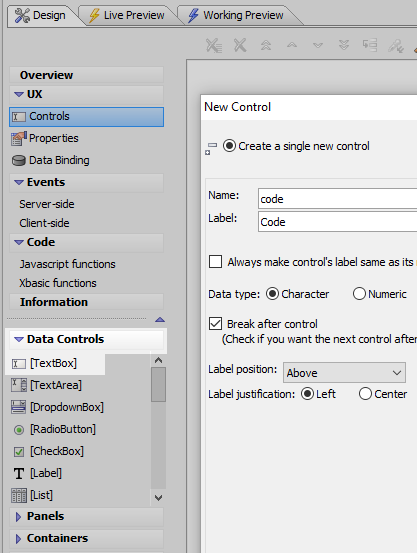 Design
Live Preview
Working Preview
Overview
UX
Controls
Properties
Data Binding
Events
Server-side
Client-side
Code
Javascript functions
Xbasic functions
Information
Data Controls
[TextBox]
[TextArea]
[DropdownBox]
[RadioButton]
[CheckBox]
[Label]
[List]
Panels
Containers
New Control
Create a single new control
Name: code
Label: Code
Always make control's label same as its
Data type: Character Numeric
Break after control
(Check if you want the next control after
Label position: Above
Label justification: Left Center